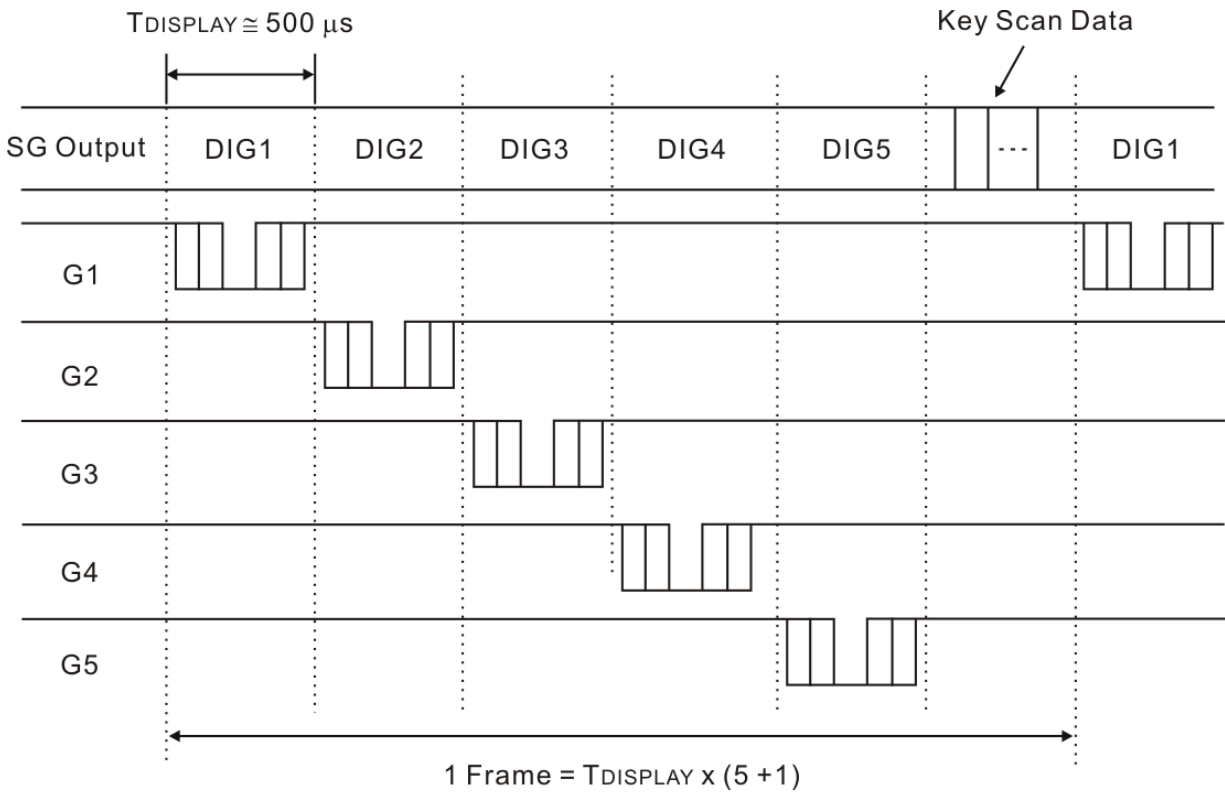 TDISPLAY ≅ 500 μs
Key Scan Data
SG Output DIG1 DIG2 DIG3 DIG4 DIG5 --- DIG1
G1
G2
G3
G4
G5
1 Frame = TDISPLAY x (5 +1)